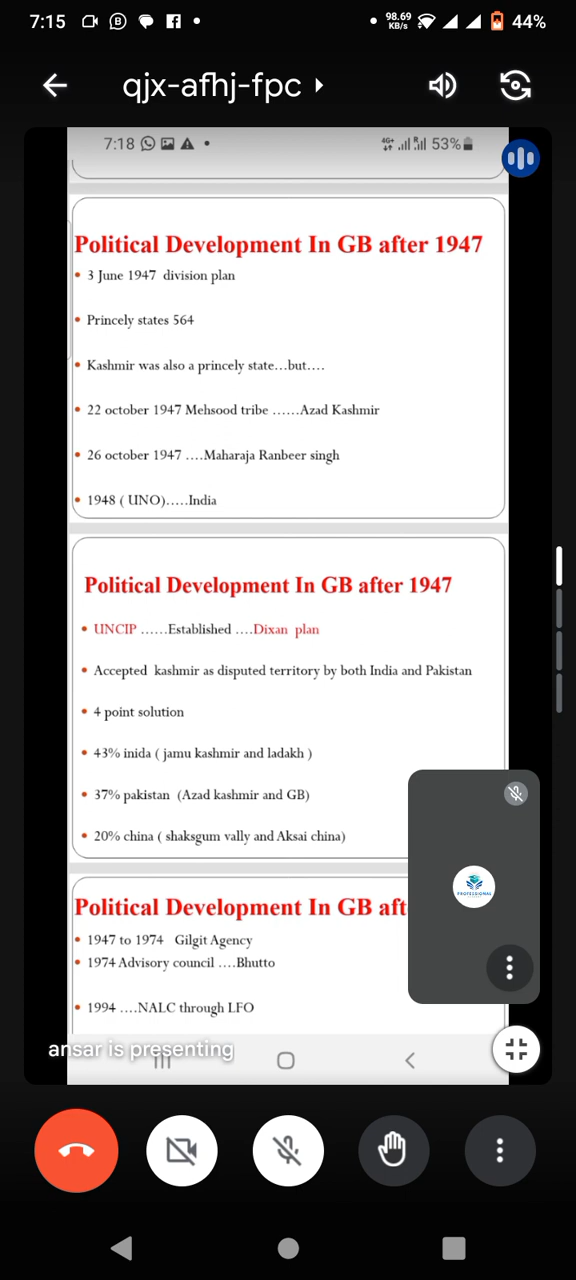 7:15
98.69
KB/s
44%
qjx-afhj-fpc
7:18
4G+
R
53%
Political Development In GB after 1947
• 3 June 1947 division plan
• Princely states 564
• Kashmir was also a princely state...but....
• 22 october 1947 Mehsood tribe ......Azad Kashmir
• 26 october 1947 ....Maharaja Ranbeer singh
• 1948 ( UNO).....India
Political Development In GB after 1947
• UNCIP ......Established ....Dixan plan
• Accepted kashmir as disputed territory by both India and Pakistan
• 4 point solution
• 43% inida ( jamu kashmir and ladakh )
• 37% pakistan (Azad kashmir and GB)
• 20% china ( shaksgum vally and Aksai china)
PROFESSIONAL
Political Development In GB aft
• 1947 to 1974 Gilgit Agency
• 1974 Advisory council ....Bhutto
• 1994 ....NALC through LFO
ansar is presenting